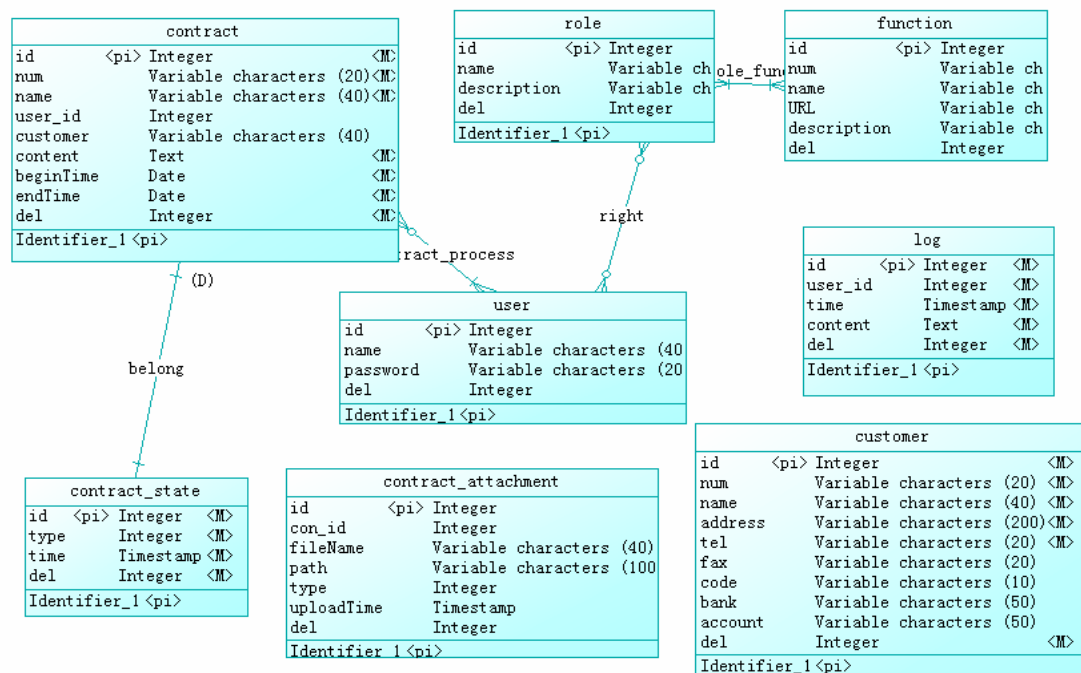 contract
id <pi> Integer <M>
num Variable characters (20) <M>
name Variable characters (40) <M>
user_id Integer
customer Variable characters (40)
content Text <M>
beginTime Date <M>
endTime Date <M>
del Integer <M>
Identifier_1 <pi>
role
id <pi> Integer
name Variable ch
description Variable ch
del Integer
Identifier_1 <pi>
ole_func
function
id <pi> Integer
num Variable ch
name Variable ch
URL Variable ch
description Variable ch
del Integer
right
tract_process
(D)
belong
log
id <pi> Integer <M>
user_id Integer <M>
time Timestamp <M>
content Text <M>
del Integer <M>
Identifier_1 <pi>
user
id <pi> Integer
name Variable characters (40
password Variable characters (20
del Integer
Identifier_1 <pi>
contract_state
id <pi> Integer <M>
type Integer <M>
time Timestamp <M>
del Integer <M>
Identifier_1 <pi>
contract_attachment
id <pi> Integer
con_id Integer
fileName Variable characters (40)
path Variable characters (100
type Integer
uploadTime Timestamp
del Integer
Identifier_1 <pi>
customer
id <pi> Integer <M>
num Variable characters (20) <M>
name Variable characters (40) <M>
address Variable characters (200) <M>
tel Variable characters (20) <M>
fax Variable characters (20)
code Variable characters (10)
bank Variable characters (50)
account Variable characters (50)
del Integer <M>
Identifier_1 <pi>